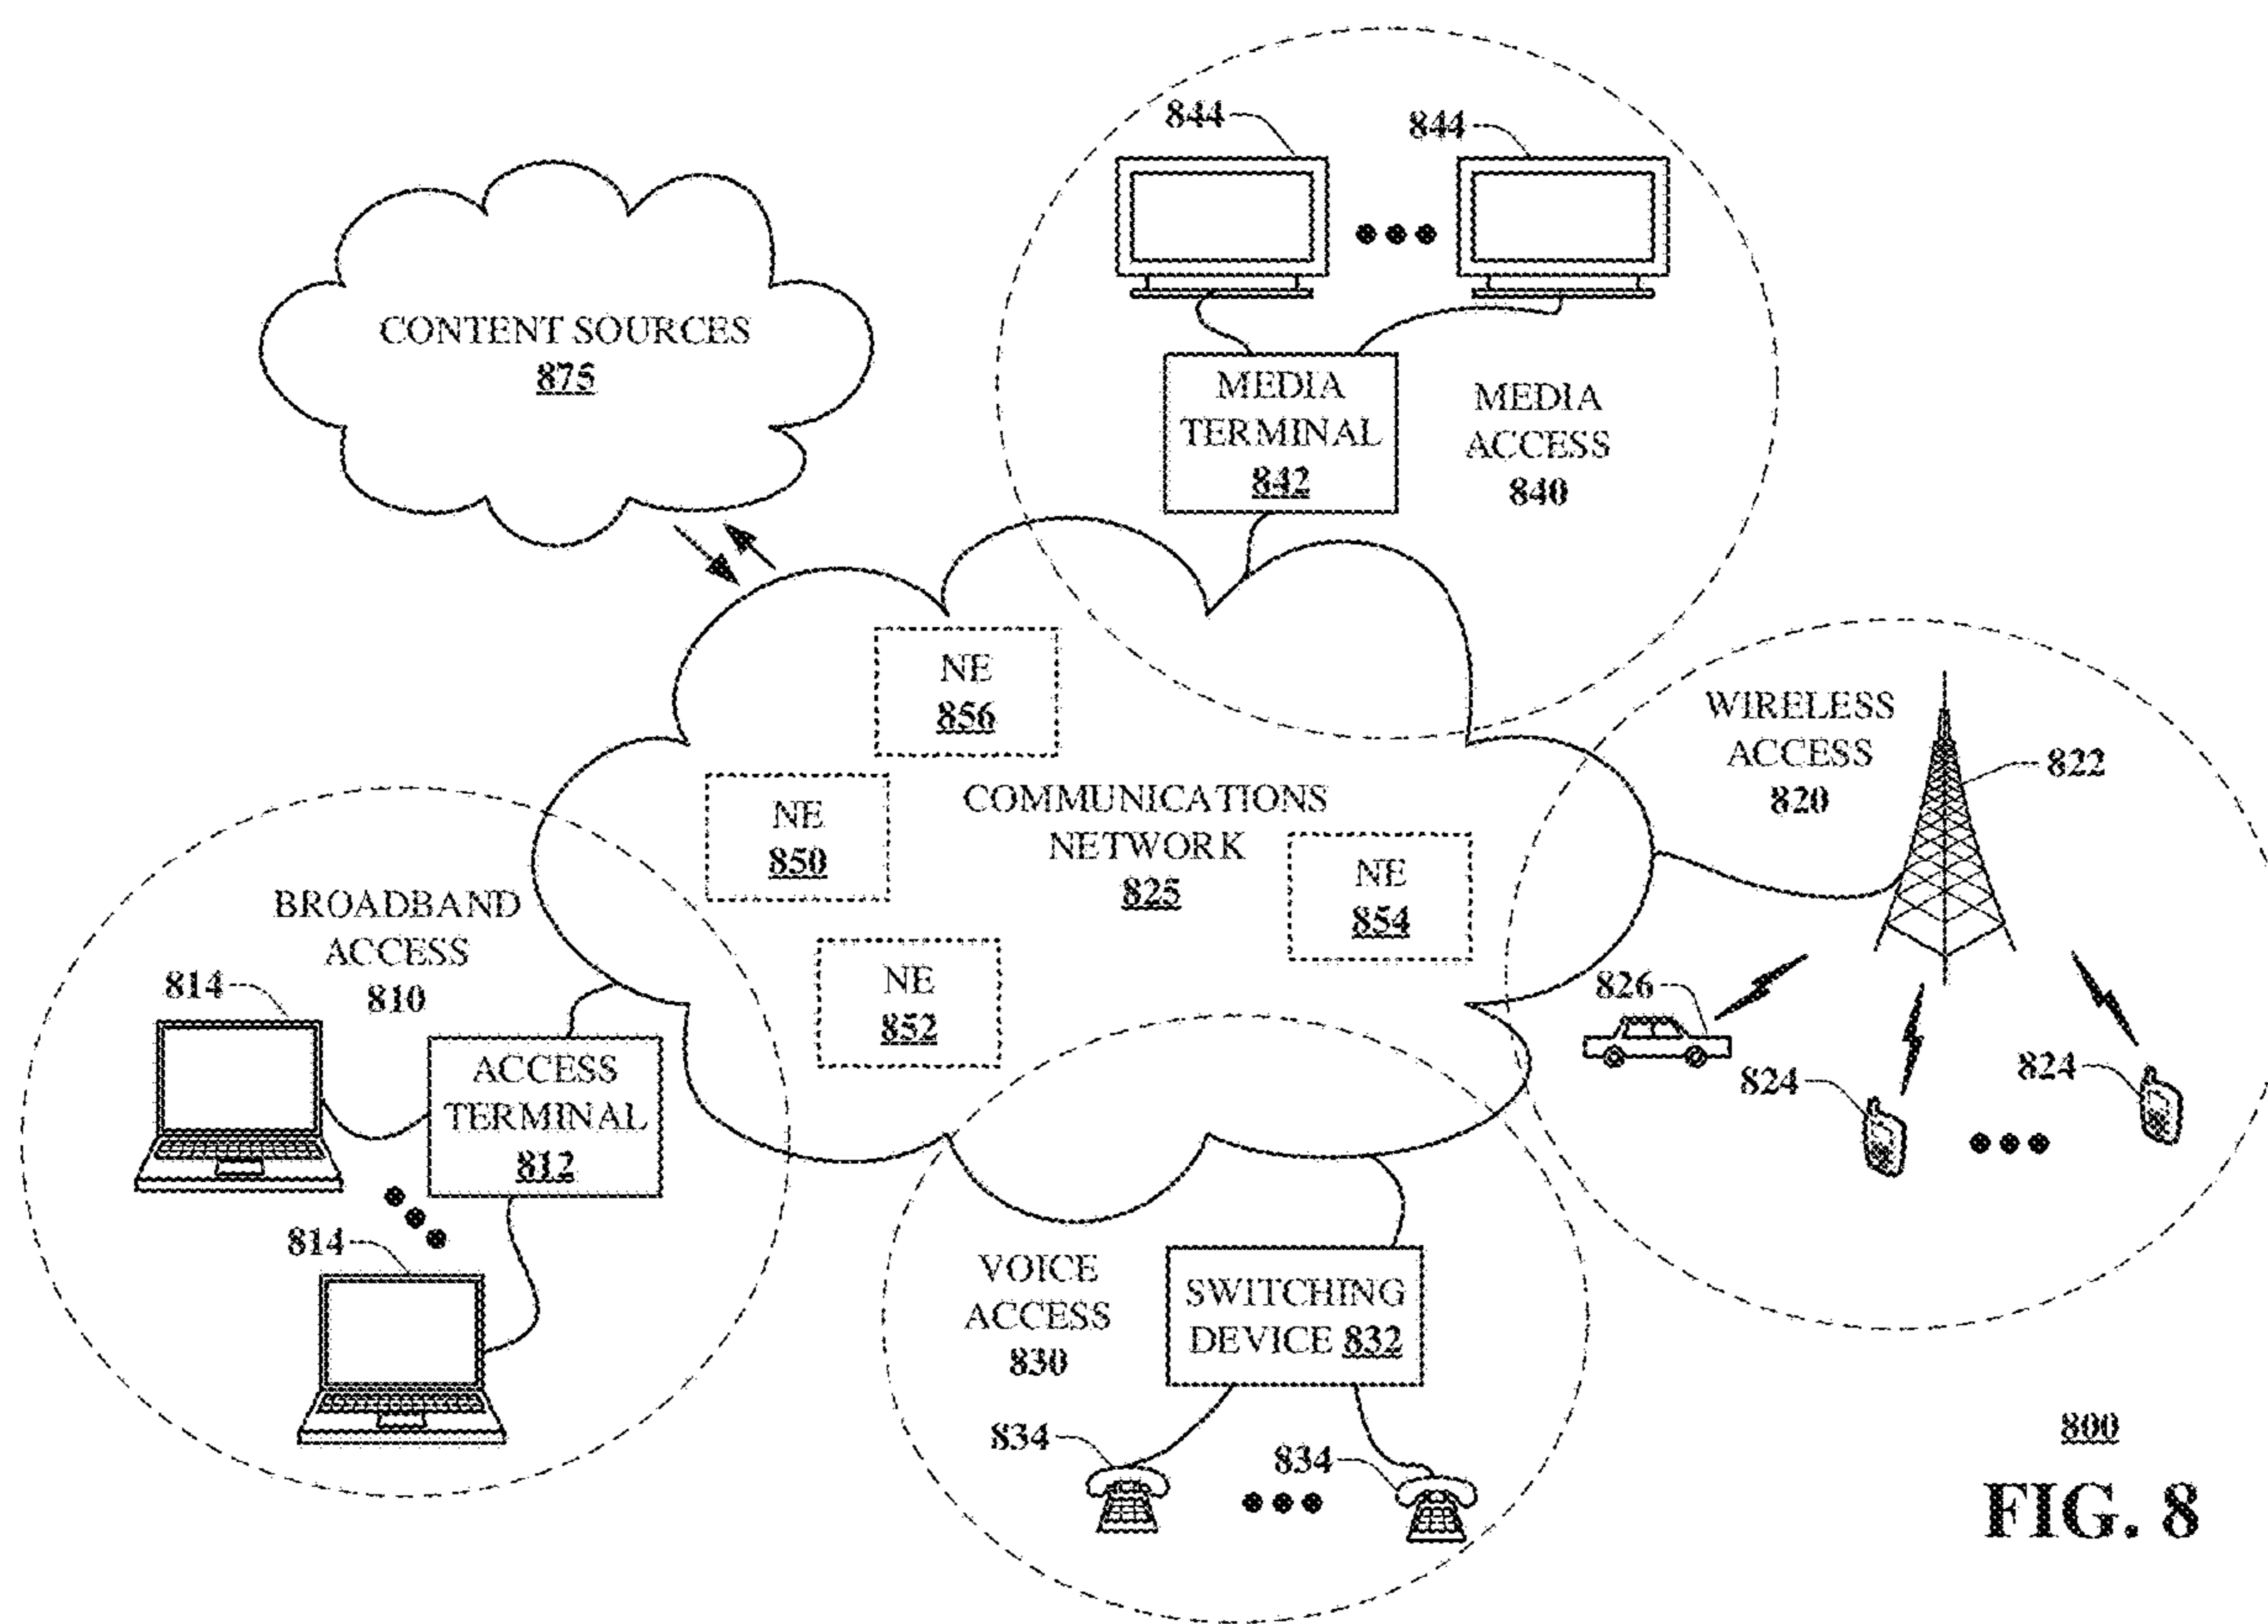 844
844
CONTENT SOURCES
875
MEDIA
TERMINAL
842
MEDIA
ACCESS
840
NE
856
WIRELESS
ACCESS
820
822
NE
850
COMMUNICATIONS
NETWORK
825
NE
854
BROADBAND
ACCESS
810
814
NE
852
826
824
824
ACCESS
TERMINAL
812
814
VOICE
ACCESS
830
SWITCHING
DEVICE 832
834
834
800
FIG. 8